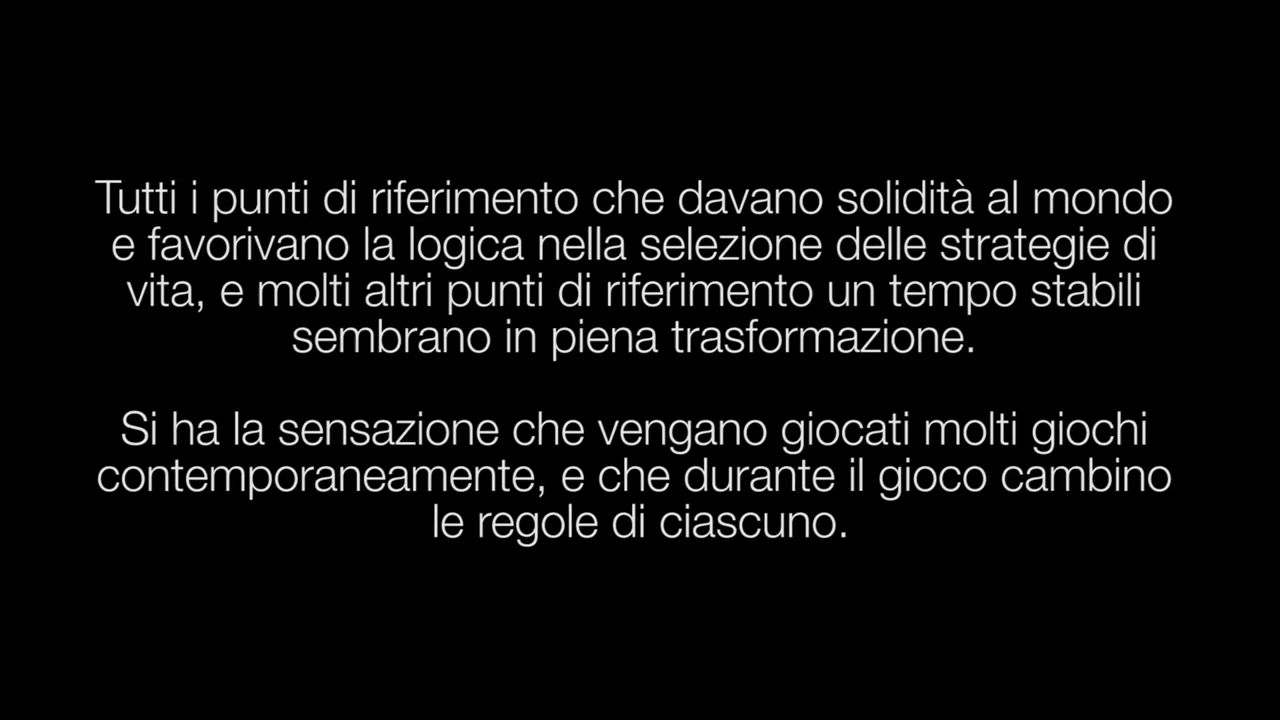 Tutti i punti di riferimento che davano solidità al mondo
e favorivano la logica nella selezione delle strategie di
vita, e molti altri punti di riferimento un tempo stabili
sembrano in piena trasformazione.
Si ha la sensazione che vengano giocati molti giochi
contemporaneamente, e che durante il gioco cambino
le regole di ciascuno.